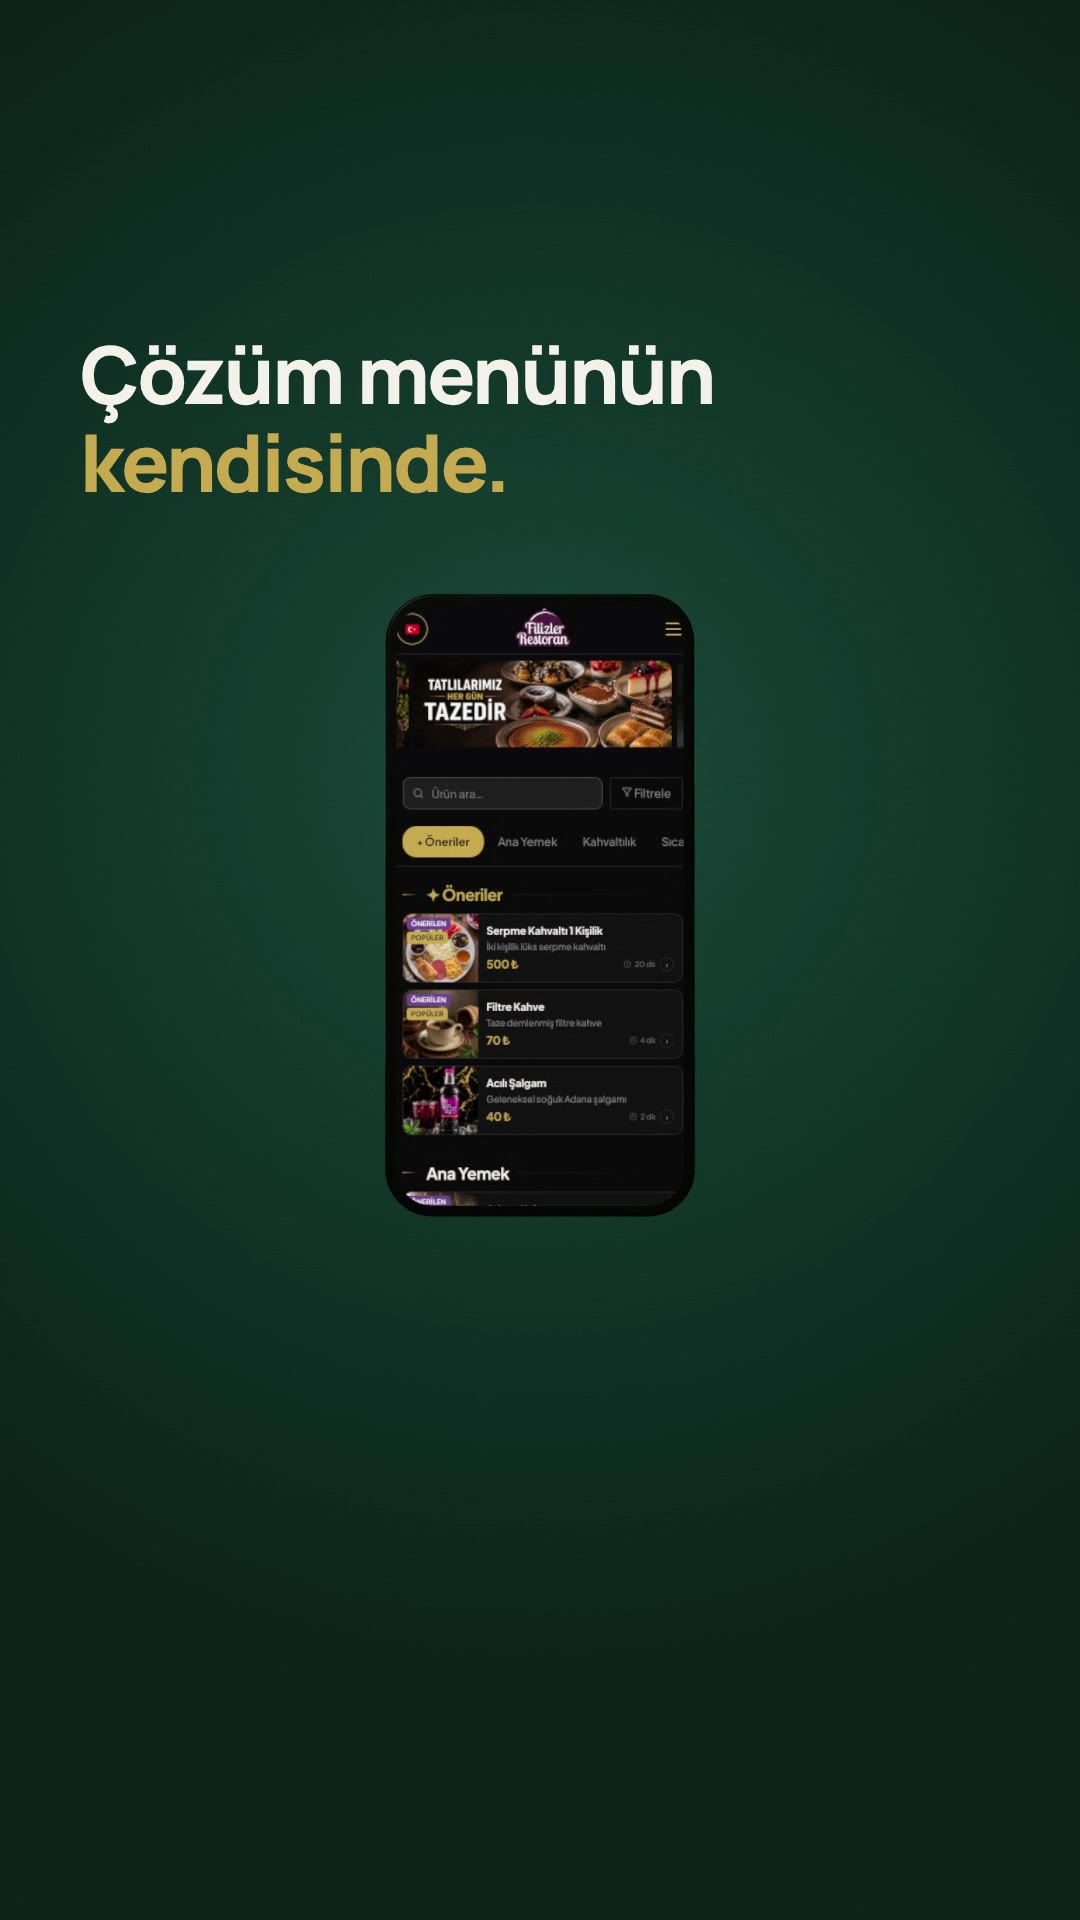 Çözüm menünün
kendisinde.
Filizler
Restoran
TATLILARIMIZ
HER GÜN
TAZEDİR
Ürün ara...
Filtrele
Öneriler
Ana Yemek
Kahvaltılık
Sıca
Öneriler
ÖNERİLEN
POPÜLER
Serpme Kahvaltı 1 Kişilik
İki kişilik lüks serpme kahvaltı
500 ₺
20 dk
ÖNERİLEN
POPÜLER
Filtre Kahve
Taze demlenmiş filtre kahve
70 ₺
4 dk
Acılı Şalgam
Geleneksel soğuk Adana şalgamı
40 ₺
2 dk
Ana Yemek